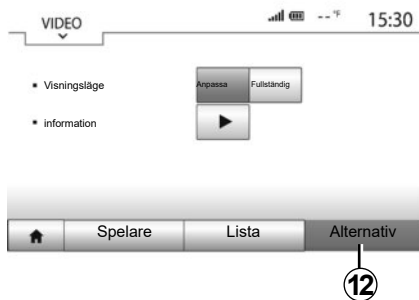 VIDEO
--°F
15:30
Visningsläge
Anpassa
Fullständig
information
Spelare
Lista
Alternativ
12